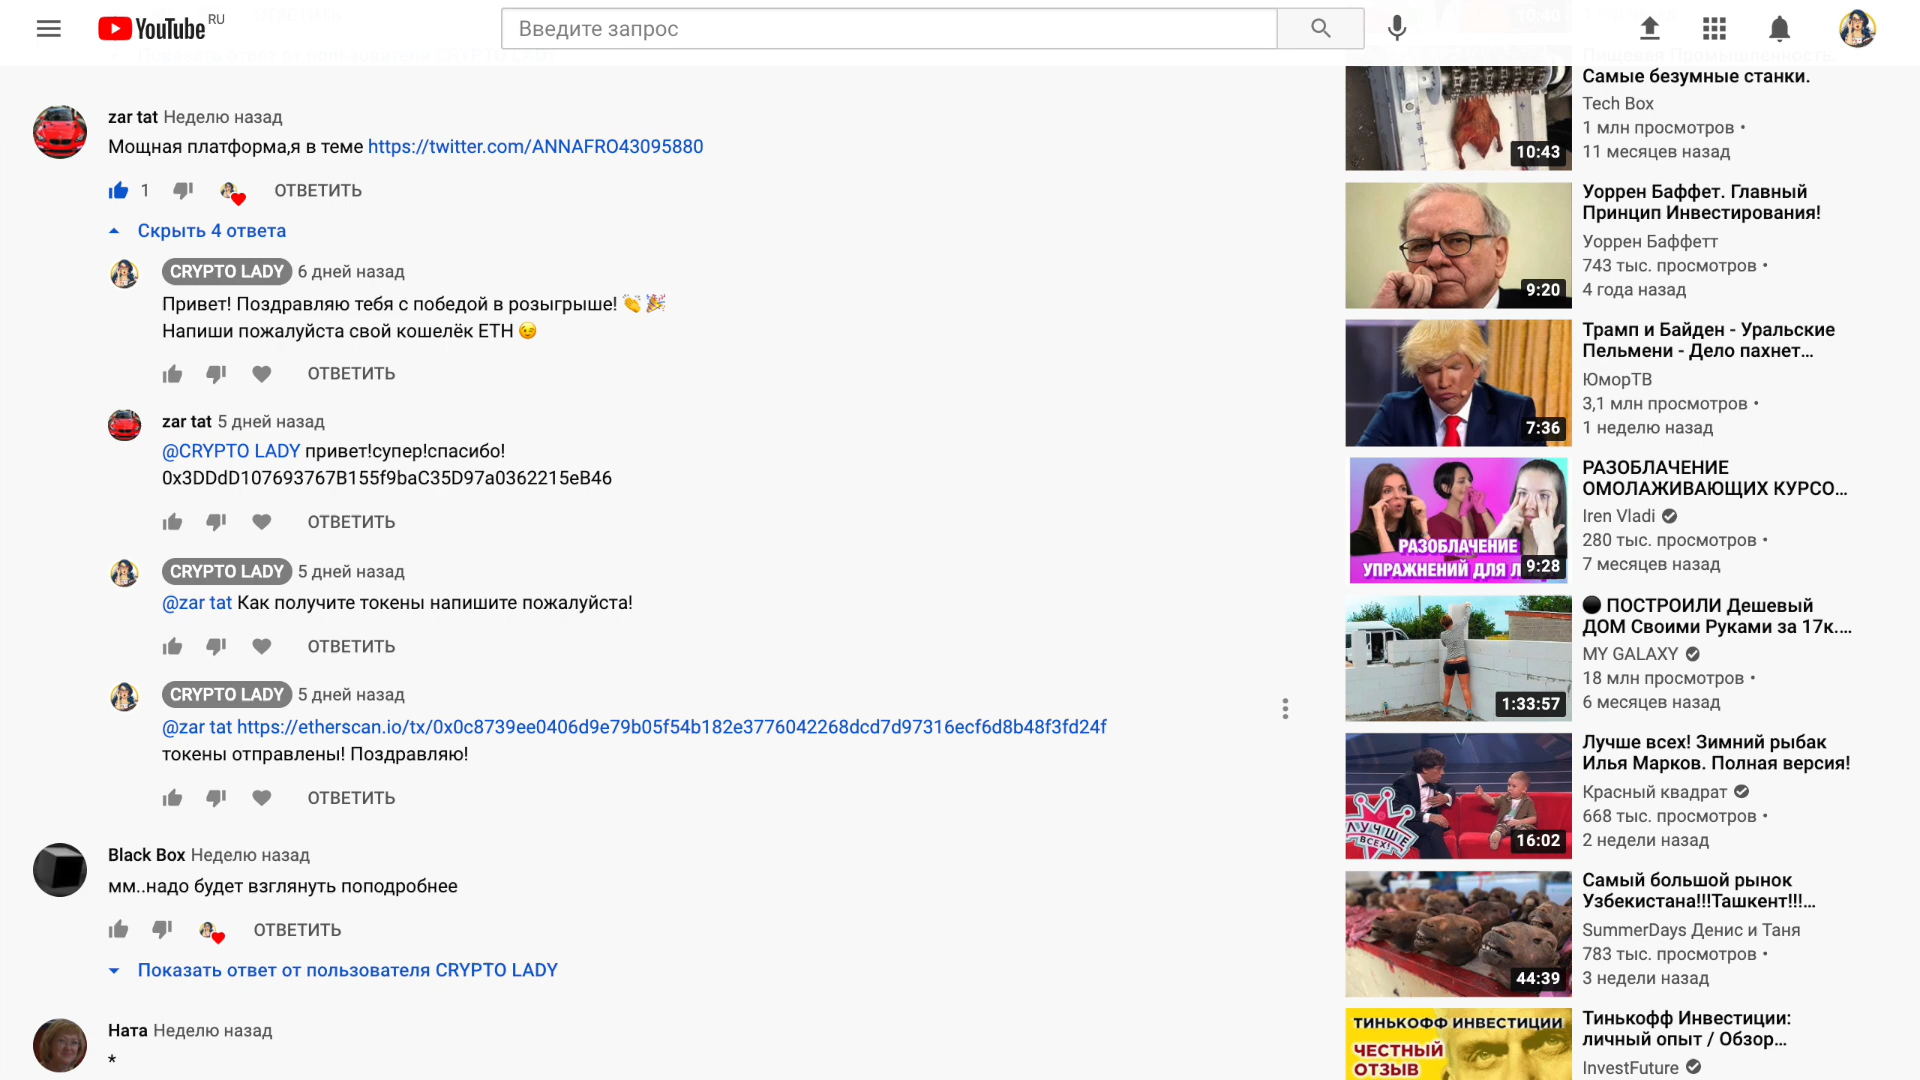 YouTube RU
Введите запрос
zar tat Неделю назад
Мощная платформа,я в теме https://twitter.com/ANNAFRO43095880
1 ОТВЕТИТЬ
Скрыть 4 ответа
CRYPTO LADY 6 дней назад
Привет! Поздравляю тебя с победой в розыгрыше! 👏 🎉
Напиши пожалуйста свой кошелёк ETH 😉
ОТВЕТИТЬ
zar tat 5 дней назад
@CRYPTO LADY привет!супер!спасибо!
0x3DDdD107693767B155f9baC35D97a0362215eB46
ОТВЕТИТЬ
CRYPTO LADY 5 дней назад
@zar tat Как получите токены напишите пожалуйста!
ОТВЕТИТЬ
CRYPTO LADY 5 дней назад
@zar tat https://etherscan.io/tx/0x0c8739ee0406d9e79b05f54b182e3776042268dcd7d97316ecf6d8b48f3fd24f
токены отправлены! Поздравляю!
ОТВЕТИТЬ
Black Box Неделю назад
мм..надо будет взглянуть поподробнее
ОТВЕТИТЬ
Показать ответ от пользователя CRYPTO LADY
Ната Неделю назад
*
Самые безумные станки.
Tech Box
1 млн просмотров •
11 месяцев назад
10:43
Уоррен Баффет. Главный
Принцип Инвестирования!
Уоррен Баффетт
743 тыс. просмотров •
4 года назад
9:20
Трамп и Байден - Уральские
Пельмени - Дело пахнет...
ЮморТВ
3,1 млн просмотров •
1 неделю назад
7:36
РАЗОБЛАЧЕНИЕ
ОМОЛАЖИВАЮЩИХ КУРСО...
Iren Vladi
280 тыс. просмотров •
7 месяцев назад
РАЗОБЛАЧЕНИЕ
УПРАЖНЕНИЙ ДЛЯ Л
9:28
ПОСТРОИЛИ Дешевый
ДОМ Своими Руками за 17к....
MY GALAXY
18 млн просмотров •
6 месяцев назад
1:33:57
Лучше всех! Зимний рыбак
Илья Марков. Полная версия!
Красный квадрат
668 тыс. просмотров •
2 недели назад
ЛУЧШЕ
ВСЕХ!
16:02
Самый большой рынок
Узбекистана!!!Ташкент!!!...
SummerDays Денис и Таня
783 тыс. просмотров •
3 недели назад
44:39
Тинькофф Инвестиции:
личный опыт / Обзор...
InvestFuture
ТИНЬКОФФ ИНВЕСТИЦИИ
ЧЕСТНЫЙ
ОТЗЫВ